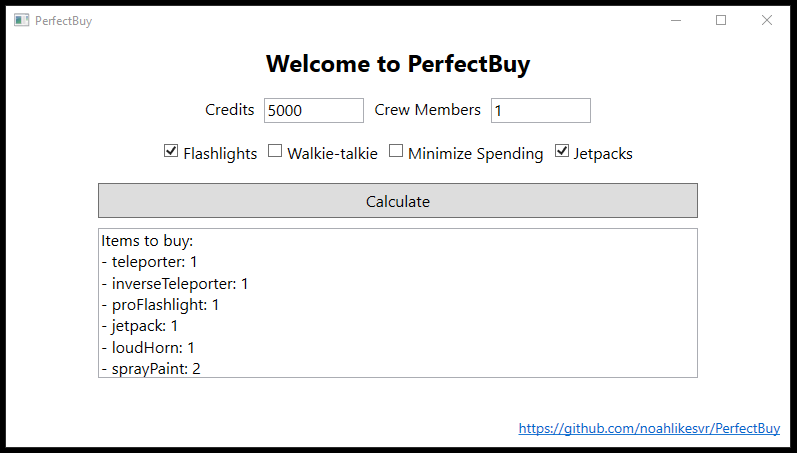 PerfectBuy
Welcome to PerfectBuy
Credits 5000 Crew Members 1
Flashlights Walkie-talkie Minimize Spending Jetpacks
Calculate
Items to buy:
- teleporter: 1
- inverseTeleporter: 1
- proFlashlight: 1
- jetpack: 1
- loudHorn: 1
- sprayPaint: 2
https://github.com/noahlikesvr/PerfectBuy